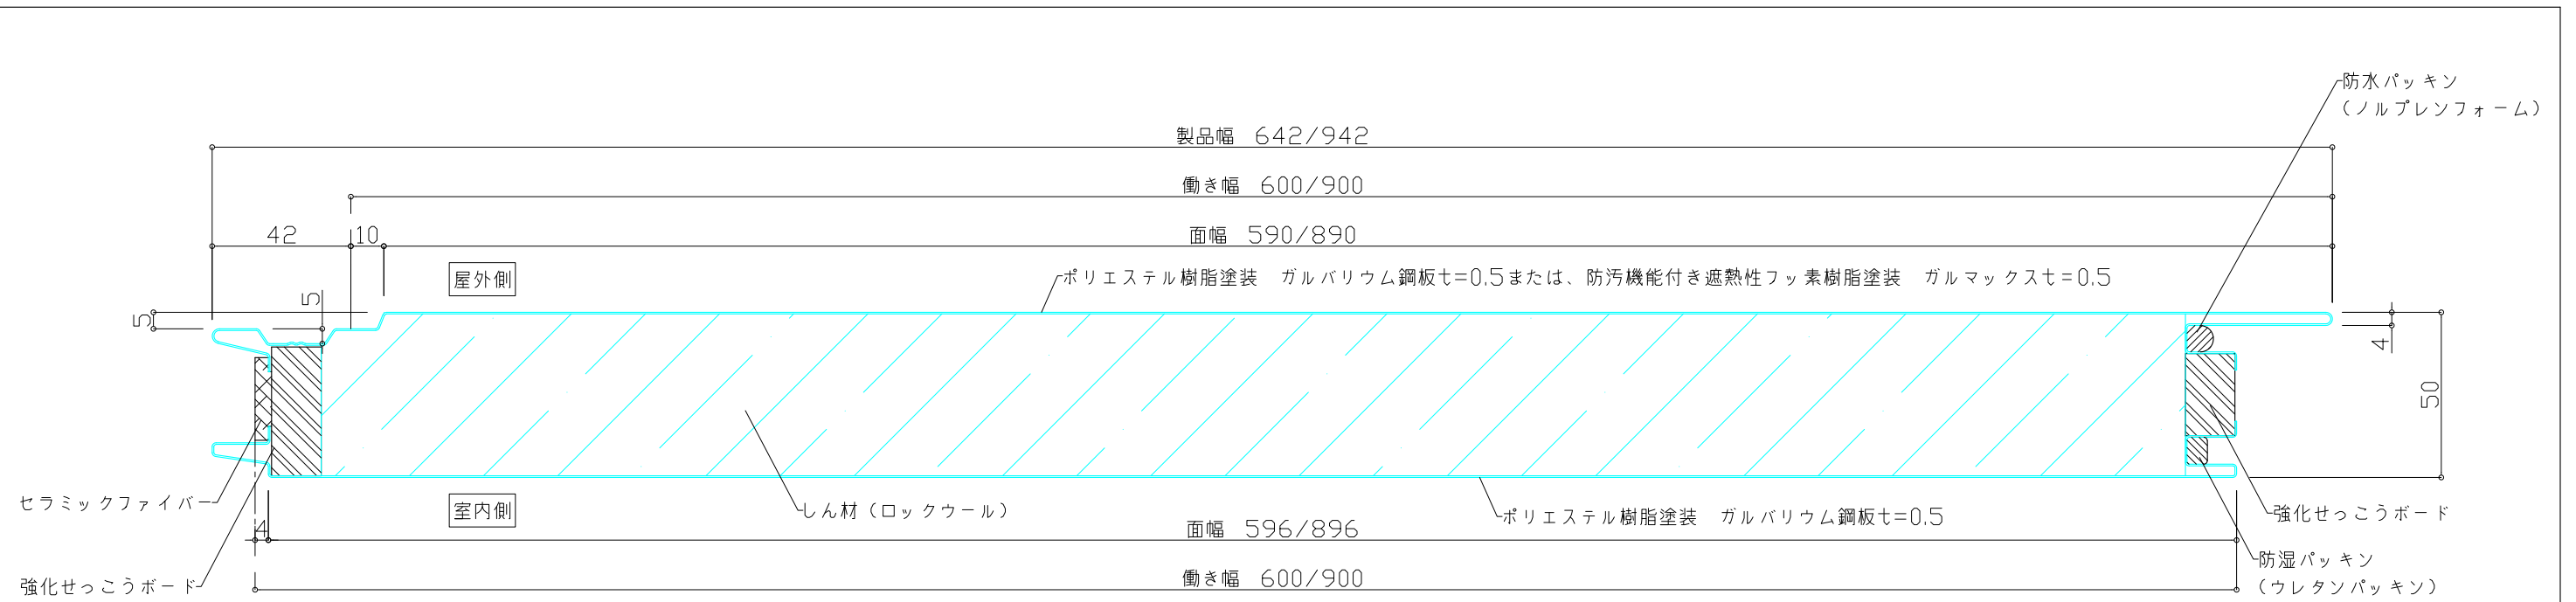 防水パッキン
（ノルプレンフォーム）
製品幅 642/942
働き幅 600/900
42
10
面幅 590/890
屋外側
ポリエステル樹脂塗装 ガルバリウム鋼板t=0.5または、防汚機能付き遮熱性フッ素樹脂塗装 ガルマックスt=0.5
5
5
4
50
セラミックファイバー
室内側
しん材（ロックウール）
ポリエステル樹脂塗装 ガルバリウム鋼板t=0.5
強化せっこうボード
4
面幅 596/896
防湿パッキン
（ウレタンパッキン）
強化せっこうボード
働き幅 600/900